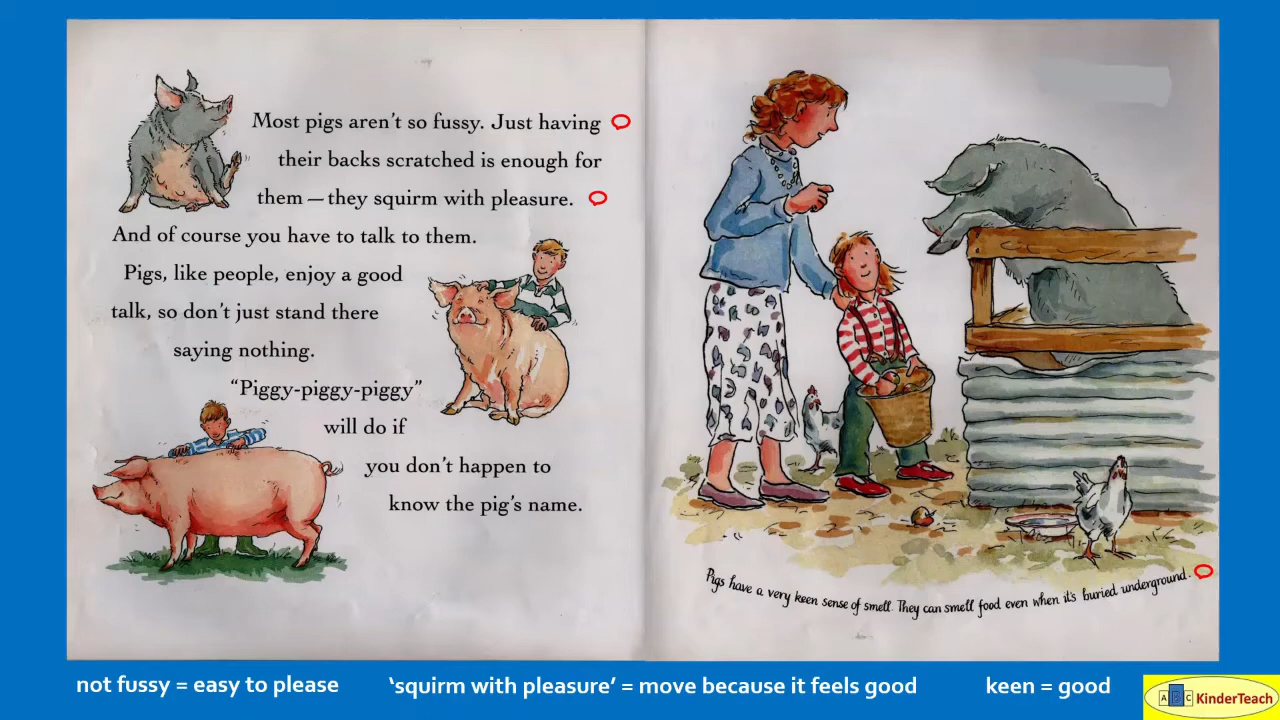 Most pigs aren't so fussy. Just having
their backs scratched is enough for
them — they squirm with pleasure.
And of course you have to talk to them.
Pigs, like people, enjoy a good
talk, so don't just stand there
saying nothing.
“Piggy-piggy-piggy”
will do if
you don't happen to
know the pig's name.
Pigs have a very keen sense of smell. They can smell food even when it's buried underground.
not fussy = easy to please
‘squirm with pleasure’ = move because it feels good
keen = good
ABC KinderTeach